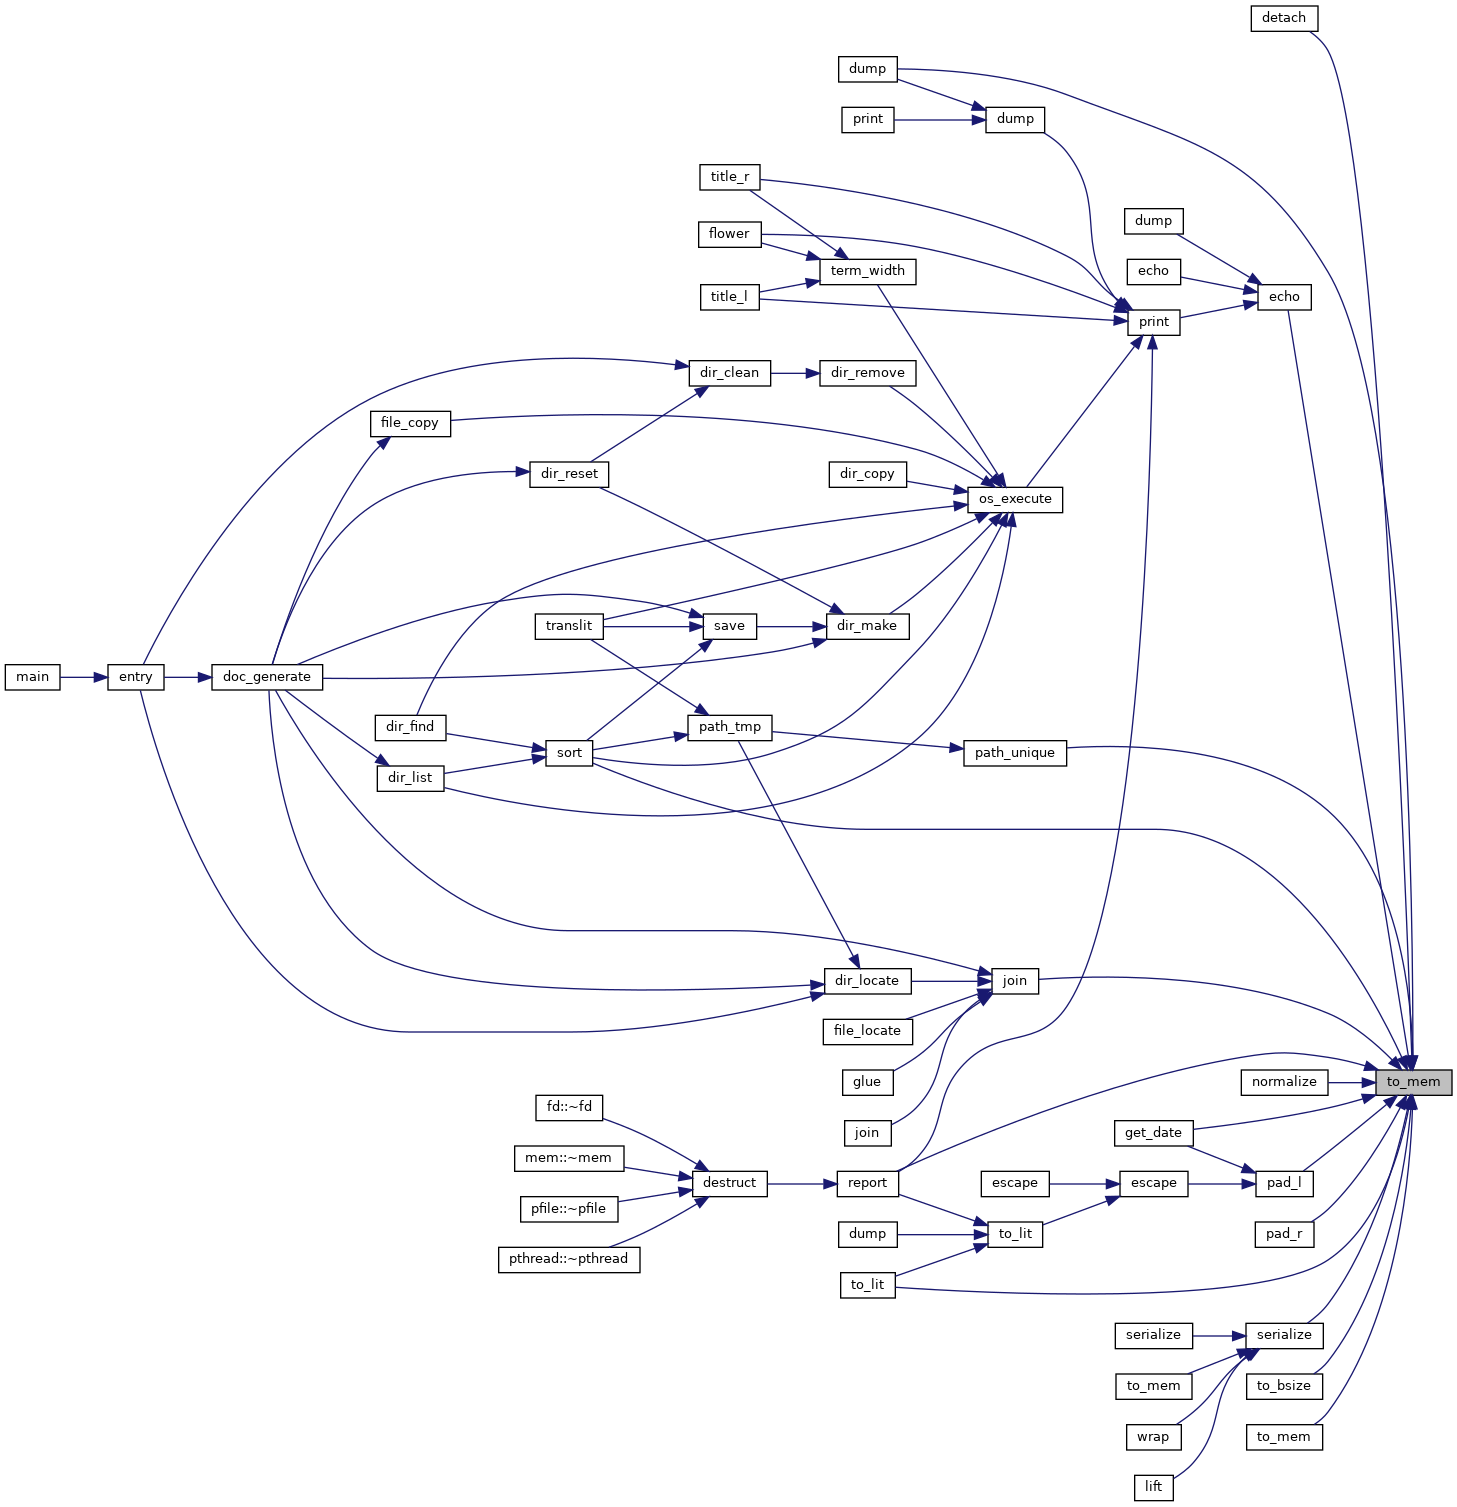 detach
dump
print
dump
title_r
flower
dump
term_width
echo
title_l
echo
print
dir_clean
dir_remove
file_copy
dir_reset
dir_copy
os_execute
translit
save
dir_make
main
entry
doc_generate
dir_find
path_tmp
sort
path_unique
dir_list
dir_locate
join
file_locate
glue
normalize
to_mem
fd::~fd
join
get_date
mem::~mem
destruct
report
escape
escape
pad_l
pfile::~pfile
dump
to_lit
pad_r
pthread::~pthread
to_lit
serialize
serialize
to_mem
to_bsize
wrap
to_mem
lift